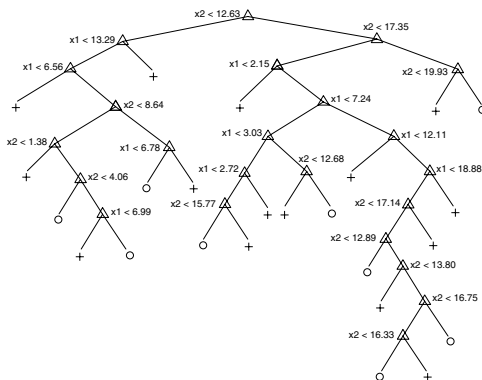 x2 < 12.63
x2 < 17.35
x1 < 13.29
x1 < 6.56
x1 < 2.15
x2 < 19.93
+
+
x2 < 8.64
+
x1 < 7.24
+
x2 < 1.38
x1 < 6.78
x1 < 3.03
x1 < 12.11
+
x2 < 4.06
+
x1 < 2.72
x2 < 12.68
+
x1 < 18.88
x1 < 6.99
x2 < 15.77
+
+
x2 < 17.14
+
+
+
x2 < 12.89
+
x2 < 13.80
+
x2 < 16.75
x2 < 16.33
+